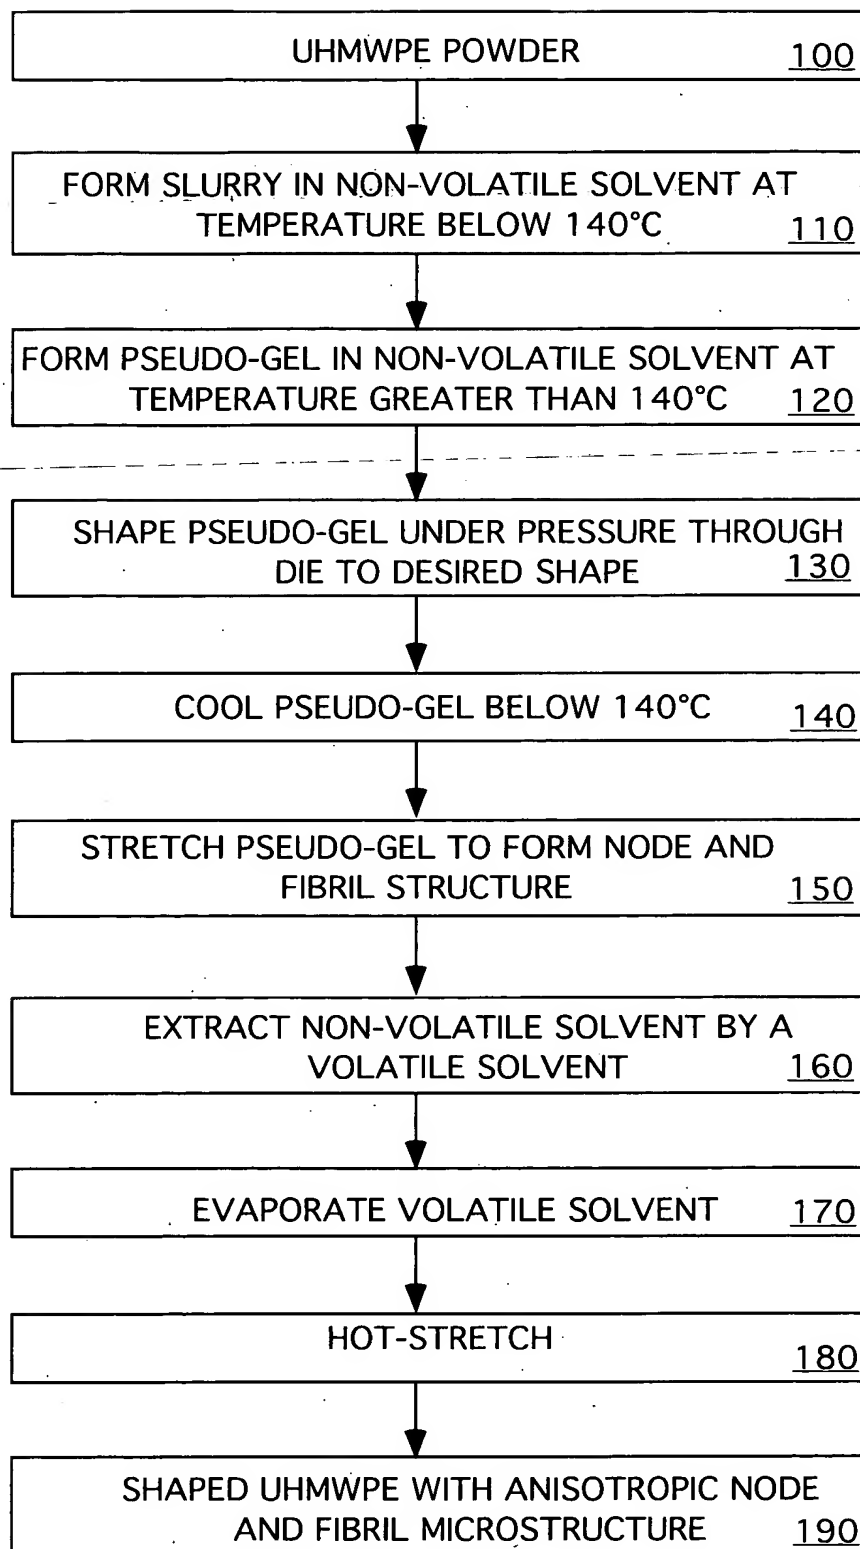 UHMWPE POWDER 100
FORM SLURRY IN NON-VOLATILE SOLVENT AT
TEMPERATURE BELOW 140°C 110
FORM PSEUDO-GEL IN NON-VOLATILE SOLVENT AT
TEMPERATURE GREATER THAN 140°C 120
SHAPE PSEUDO-GEL UNDER PRESSURE THROUGH
DIE TO DESIRED SHAPE 130
COOL PSEUDO-GEL BELOW 140°C 140
STRETCH PSEUDO-GEL TO FORM NODE AND
FIBRIL STRUCTURE 150
EXTRACT NON-VOLATILE SOLVENT BY A
VOLATILE SOLVENT 160
EVAPORATE VOLATILE SOLVENT 170
HOT-STRETCH
180
SHAPED UHMWPE WITH ANISOTROPIC NODE
AND FIBRIL MICROSTRUCTURE 190